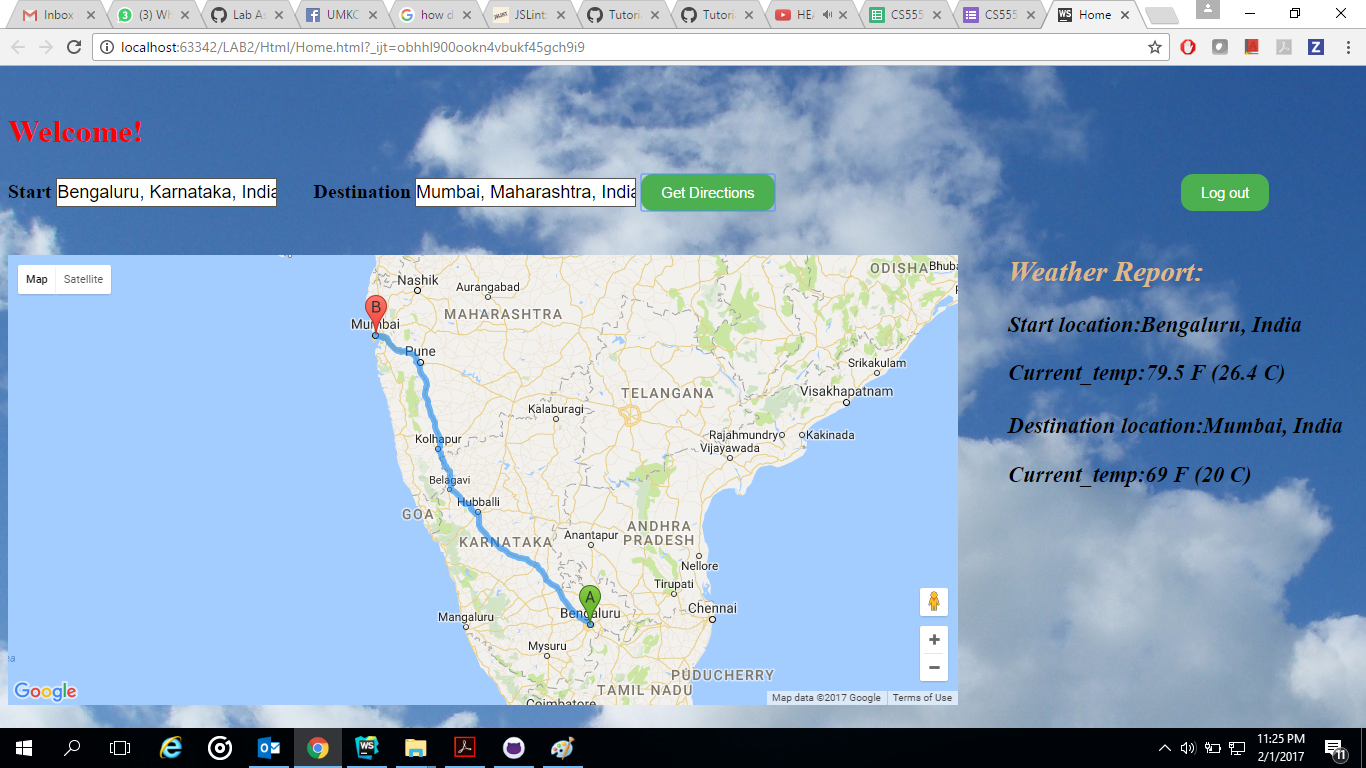 Inbox
(3) Wh
Lab As
UMKC
how d
JSLint:
Tutori
Tutori
HEA
CS555
CS555
Home
localhost:63342/LAB2/Html/Home.html?_ijt=obhhl900ookn4vbukf45gch9i9
Welcome!
Start Bengaluru, Karnataka, India Destination Mumbai, Maharashtra, India Get Directions Log out
Map Satellite
Nashik
Aurangabad
ODISHA
Bhuba
MAHARASHTRA
B
Mumbai
Pune
Srikakulam
TELANGANA
Visakhapatnam
Kalaburagi
Kolhapur
Rajahmundry
Kakinada
Vijayawada
Belagavi
Hubballi
GOA
ANDHRA
PRADESH
KARNATAKA
Anantapur
Nellore
Tirupati
A
Bengaluru
Chennai
Mangaluru
Mysuru
PUDUCHERRY
TAMIL NADU
Coimbatore
Google
Map data ©2017 Google Terms of Use
Weather Report:
Start location:Bengaluru, India
Current_temp:79.5 F (26.4 C)
Destination location:Mumbai, India
Current_temp:69 F (20 C)
11:25 PM
2/1/2017
11